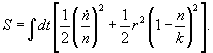 S = ∫ dt [ 1/2 ( ṅ/n )² + 1/2 r² ( 1 − n/k )² ].